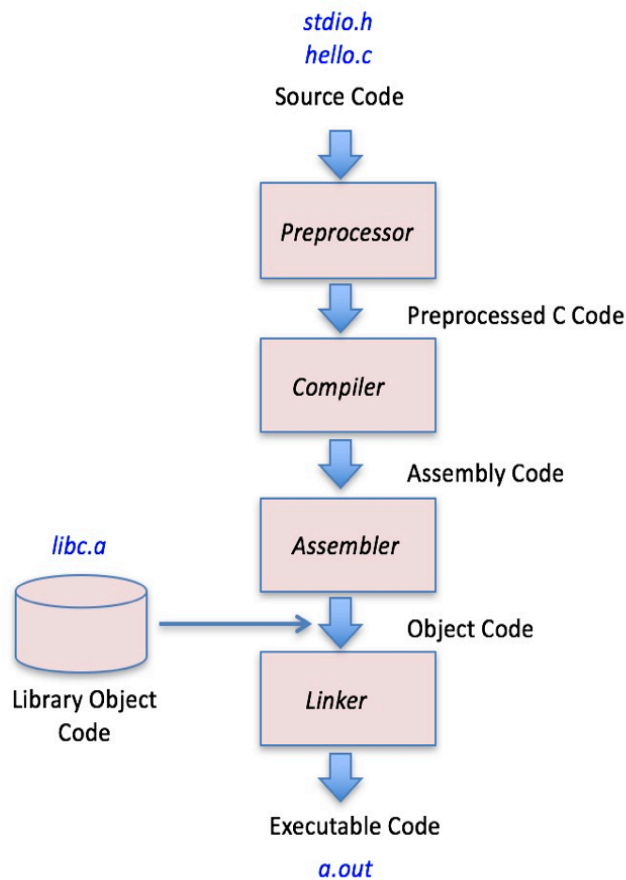 stdio.h
hello.c
Source Code
Preprocessor
Preprocessed C Code
Compiler
Assembly Code
Assembler
libc.a
Object Code
Library Object
Code
Linker
Executable Code
a.out